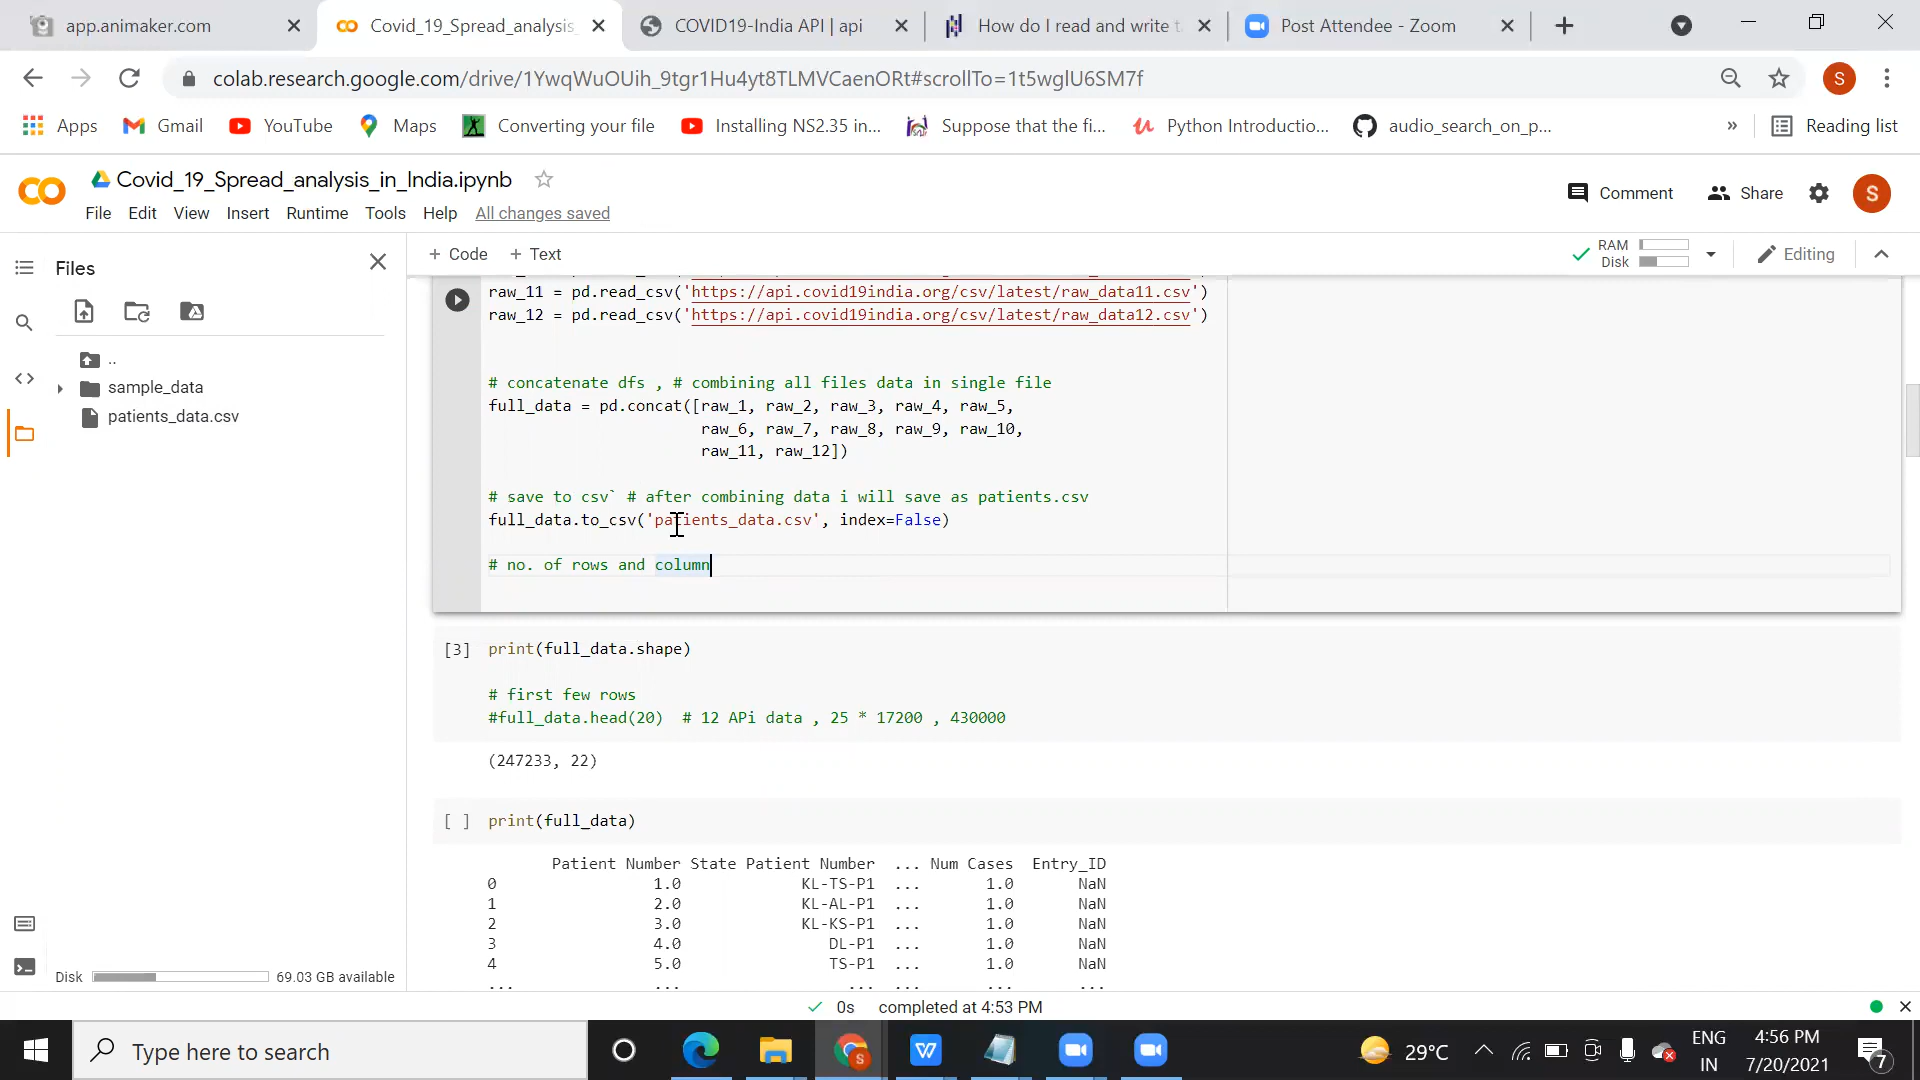 app.animaker.com
Covid_19_Spread_analysis_
COVID19-India API | api
How do I read and write t
Post Attendee - Zoom
colab.research.google.com/drive/1YwqWuOUih_9tgr1Hu4yt8TLMVCaenORt#scrollTo=1t5wglU6SM7f
S
Apps
Gmail
YouTube
Maps
Converting your file
Installing NS2.35 in...
Suppose that the fi...
Python Introductio...
audio_search_on_p...
»
Reading list
Covid_19_Spread_analysis_in_India.ipynb
Comment
Share
S
File Edit View Insert Runtime Tools Help All changes saved
Files
+ Code + Text
RAM
Disk
Editing
..
sample_data
patients_data.csv
raw_11 = pd.read_csv('https://api.covid19india.org/csv/latest/raw_data11.csv')
raw_12 = pd.read_csv('https://api.covid19india.org/csv/latest/raw_data12.csv')
# concatenate dfs , # combining all files data in single file
full_data = pd.concat([raw_1, raw_2, raw_3, raw_4, raw_5,
raw_6, raw_7, raw_8, raw_9, raw_10,
raw_11, raw_12])
# save to csv` # after combining data i will save as patients.csv
full_data.to_csv('patients_data.csv', index=False)
# no. of rows and column
[3] print(full_data.shape)
# first few rows
#full_data.head(20) # 12 APi data , 25 * 17200 , 430000
(247233, 22)
[ ] print(full_data)
Patient Number State Patient Number ... Num Cases Entry_ID
0 1.0 KL-TS-P1 ... 1.0 NaN
1 2.0 KL-AL-P1 ... 1.0 NaN
2 3.0 KL-KS-P1 ... 1.0 NaN
3 4.0 DL-P1 ... 1.0 NaN
4 5.0 TS-P1 ... 1.0 NaN
... ... ... ... ... ...
Disk 69.03 GB available
0s completed at 4:53 PM
Type here to search
29°C
ENG
IN
4:56 PM
7/20/2021
7